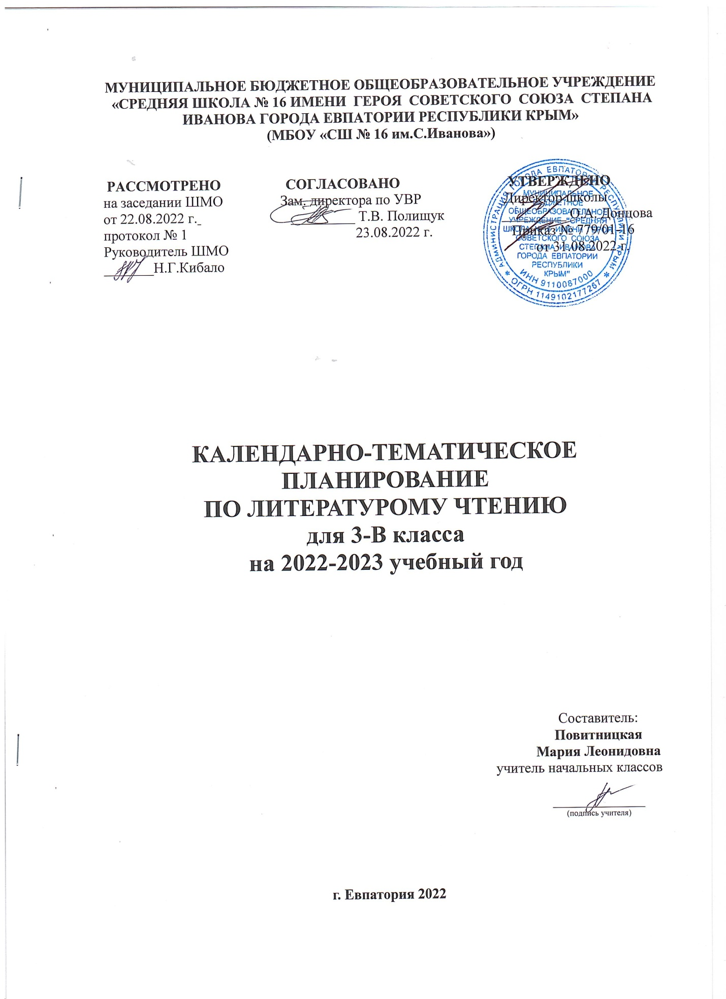 МУНИЦИПАЛЬНОЕ БЮДЖЕТНОЕ ОБЩЕОБРАЗОВАТЕЛЬНОЕ УЧРЕЖДЕНИЕ
«СРЕДНЯЯ ШКОЛА № 16 ИМЕНИ ГЕРОЯ СОВЕТСКОГО СОЮЗА СТЕПАНА
ИВАНОВА ГОРОДА ЕВПАТОРИИ РЕСПУБЛИКИ КРЫМ»
(МБОУ «СШ № 16 им.С.Иванова»)
РАССМОТРЕНО
на заседании ШМО
от 22.08.2022 г.
протокол № 1
Руководитель ШМО
Н.Г.Кибало
СОГЛАСОВАНО
Зам. директора по УВР
Т.В. Полищук
23.08.2022 г.
УТВЕРЖДЕНО
Директор школы
О.А. Донцова
Приказ № 779/01-16
от 31.08.2022 г.
АДМИНИСТРАЦИЯ ГОРОДА ЕВПАТОРИИ РЕСПУБЛИКИ КРЫМ
МУНИЦИПАЛЬНОЕ
БЮДЖЕТНОЕ
ОБЩЕОБРАЗОВАТЕЛЬНОЕ
УЧРЕЖДЕНИЕ "СРЕДНЯЯ
ШКОЛА № 16 ИМЕНИ ГЕРОЯ
СОВЕТСКОГО СОЮЗА
СТЕПАНА ИВАНОВА
ГОРОДА ЕВПАТОРИИ
РЕСПУБЛИКИ
КРЫМ"
ИНН 9110087000
* ОГРН 1149102177267 *
КАЛЕНДАРНО-ТЕМАТИЧЕСКОЕ
ПЛАНИРОВАНИЕ
ПО ЛИТЕРАТУРОМУ ЧТЕНИЮ
для 3-В класса
на 2022-2023 учебный год
Составитель:
Повитницкая
Мария Леонидовна
учитель начальных классов
(подпись учителя)
г. Евпатория 2022